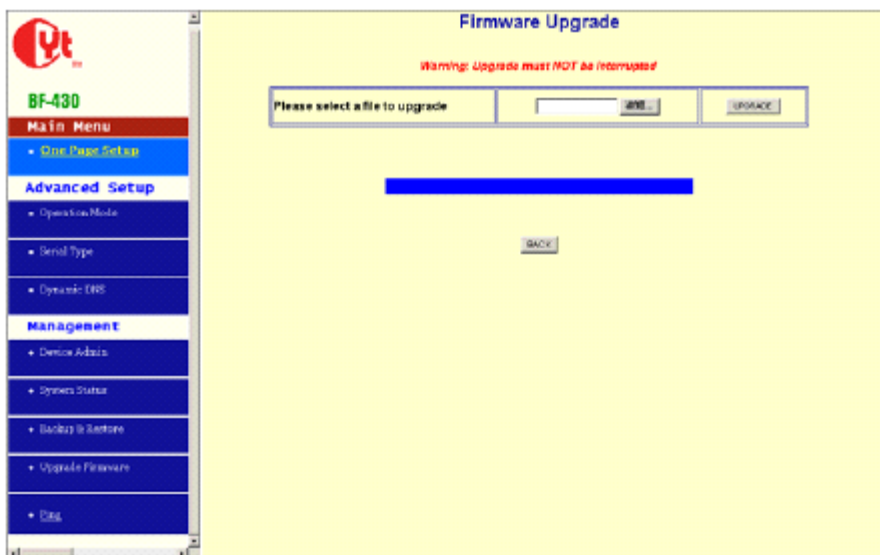 Yt
BF-430
Main Menu
One Page Setup
Advanced Setup
Operation Mode
Serial Type
Dynamic DNS
Management
Device Admin
System Status
Backup & Restore
Upgrade Firmware
Ping
Firmware Upgrade
Warning: Upgrade must NOT be interrupted
Please select a file to upgrade
UPGRADE
BACK